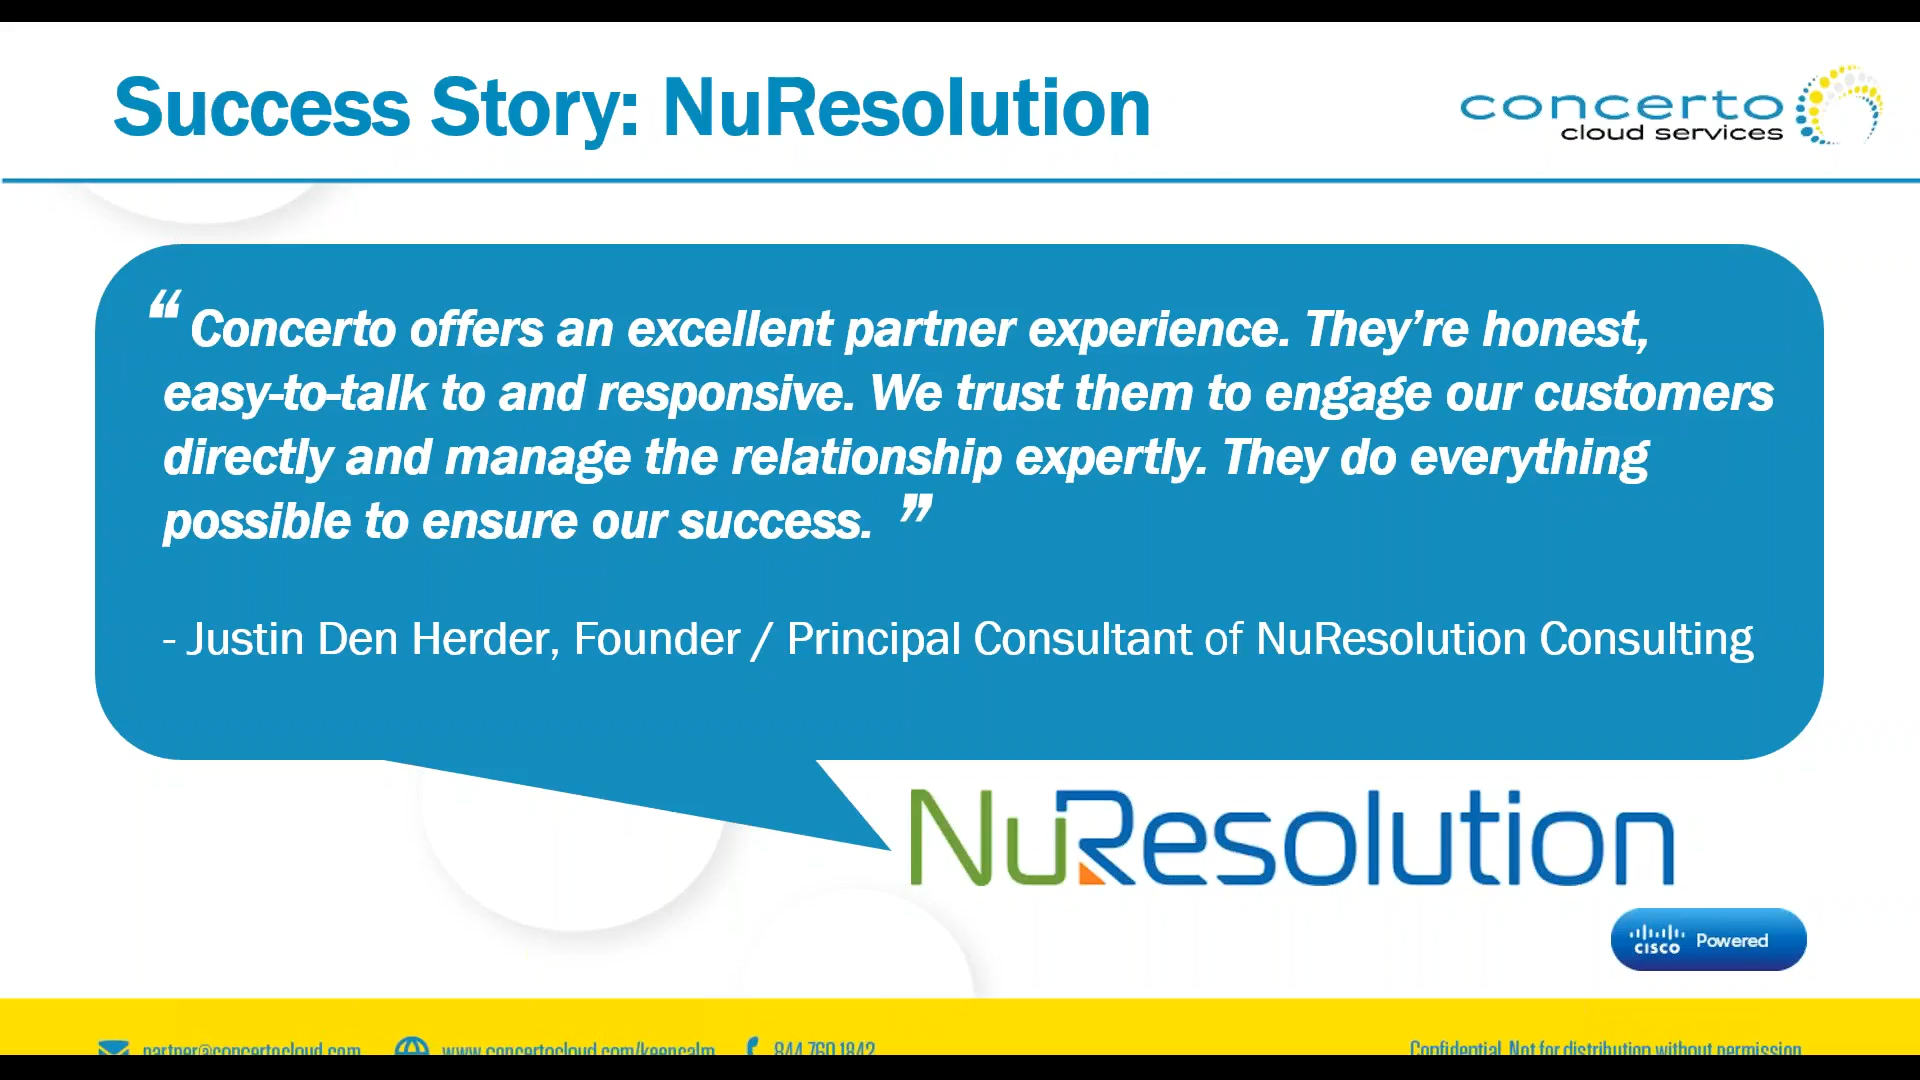 Success Story: NuResolution
concerto
cloud services
“ Concerto offers an excellent partner experience. They’re honest,
easy-to-talk to and responsive. We trust them to engage our customers
directly and manage the relationship expertly. They do everything
possible to ensure our success. ”
- Justin Den Herder, Founder / Principal Consultant of NuResolution Consulting
NuResolution
CISCO Powered
partner@concertocloud.com www.concertocloud.com/keepcalm 844.760.1842 Confidential. Not for distribution without permission.